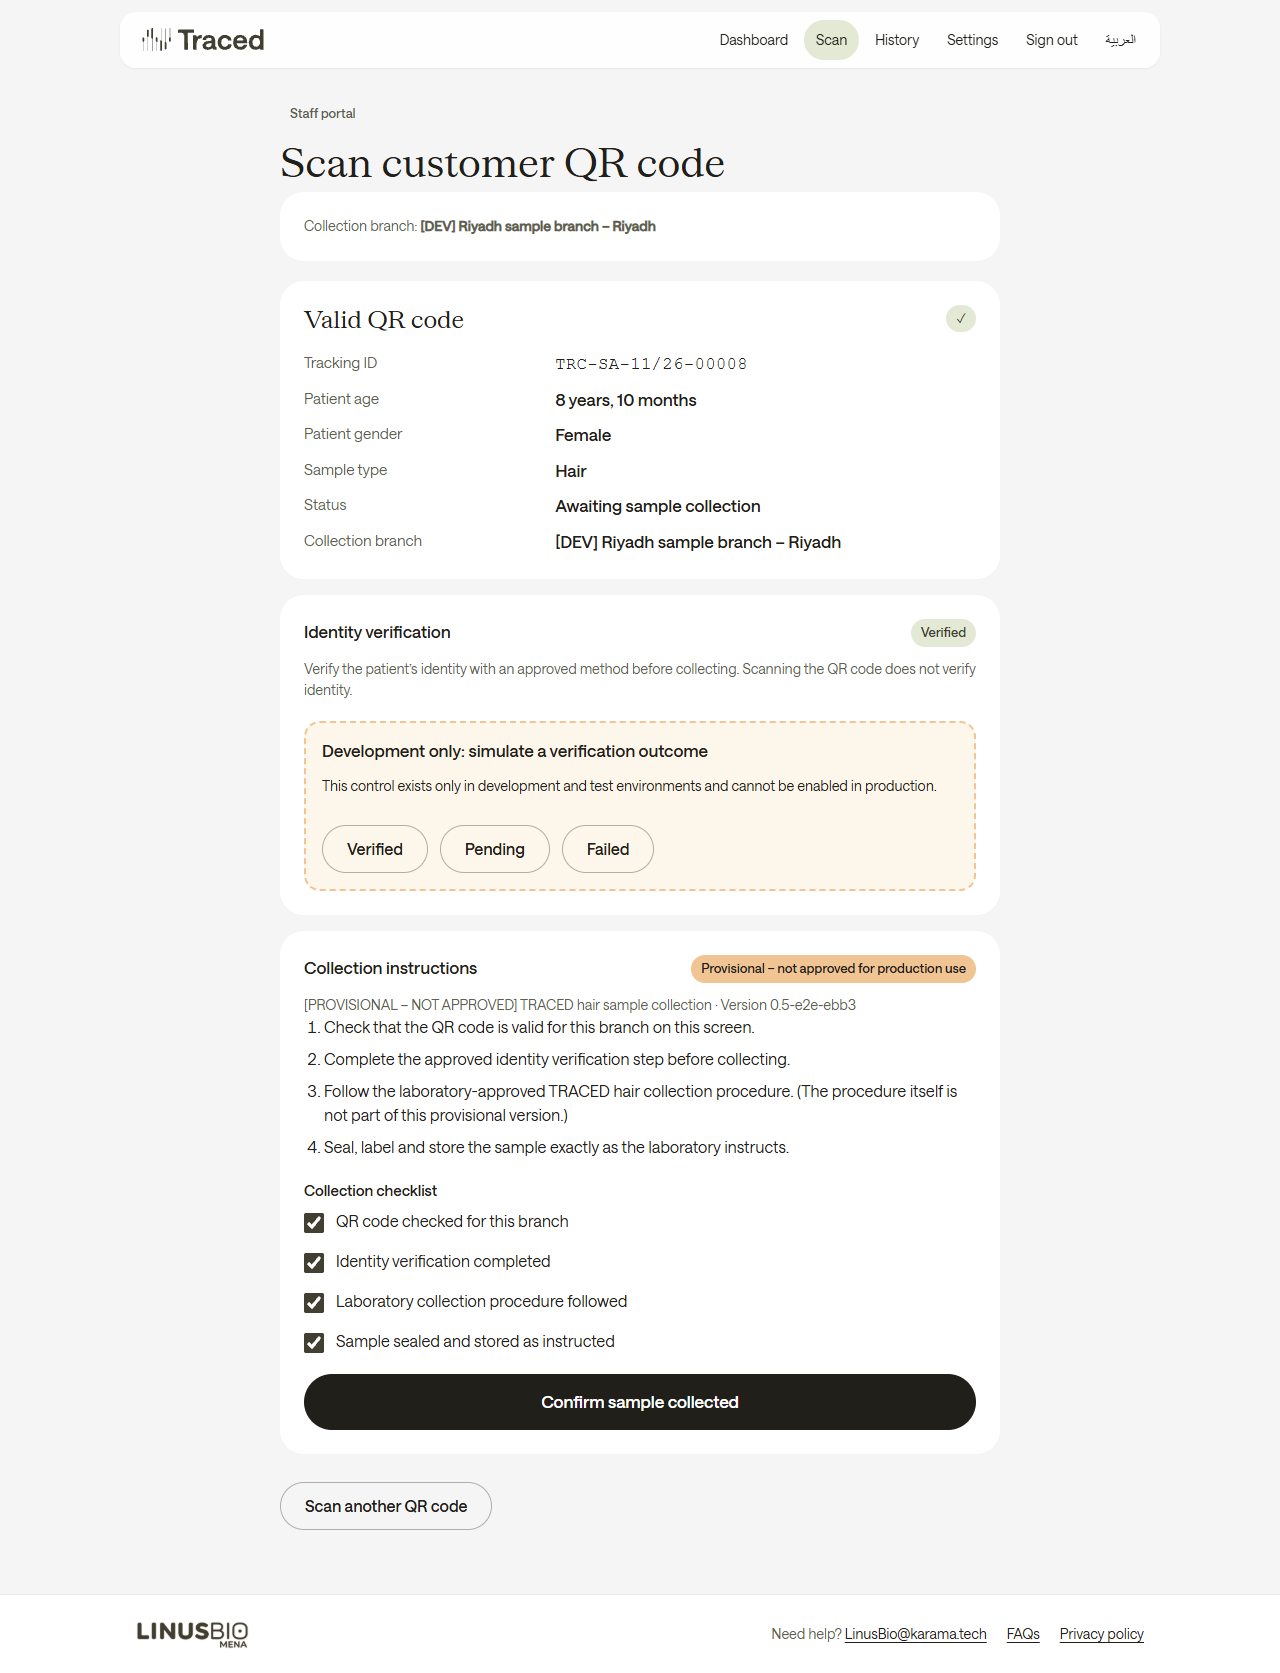 Traced
Dashboard
Scan
History
Settings
Sign out
العربية
Staff portal
Scan customer QR code
Collection branch: [DEV] Riyadh sample branch – Riyadh
Valid QR code
✓
Tracking ID
TRC-SA-11/26-00008
Patient age
8 years, 10 months
Patient gender
Female
Sample type
Hair
Status
Awaiting sample collection
Collection branch
[DEV] Riyadh sample branch – Riyadh
Identity verification
Verified
Verify the patient's identity with an approved method before collecting. Scanning the QR code does not verify
identity.
Development only: simulate a verification outcome
This control exists only in development and test environments and cannot be enabled in production.
Verified
Pending
Failed
Collection instructions
Provisional – not approved for production use
[PROVISIONAL – NOT APPROVED] TRACED hair sample collection · Version 0.5-e2e-ebb3
1. Check that the QR code is valid for this branch on this screen.
2. Complete the approved identity verification step before collecting.
3. Follow the laboratory-approved TRACED hair collection procedure. (The procedure itself is
not part of this provisional version.)
4. Seal, label and store the sample exactly as the laboratory instructs.
Collection checklist
QR code checked for this branch
Identity verification completed
Laboratory collection procedure followed
Sample sealed and stored as instructed
Confirm sample collected
Scan another QR code
LINUSBIO
MENA
Need help? LinusBio@karama.tech
FAQs
Privacy policy